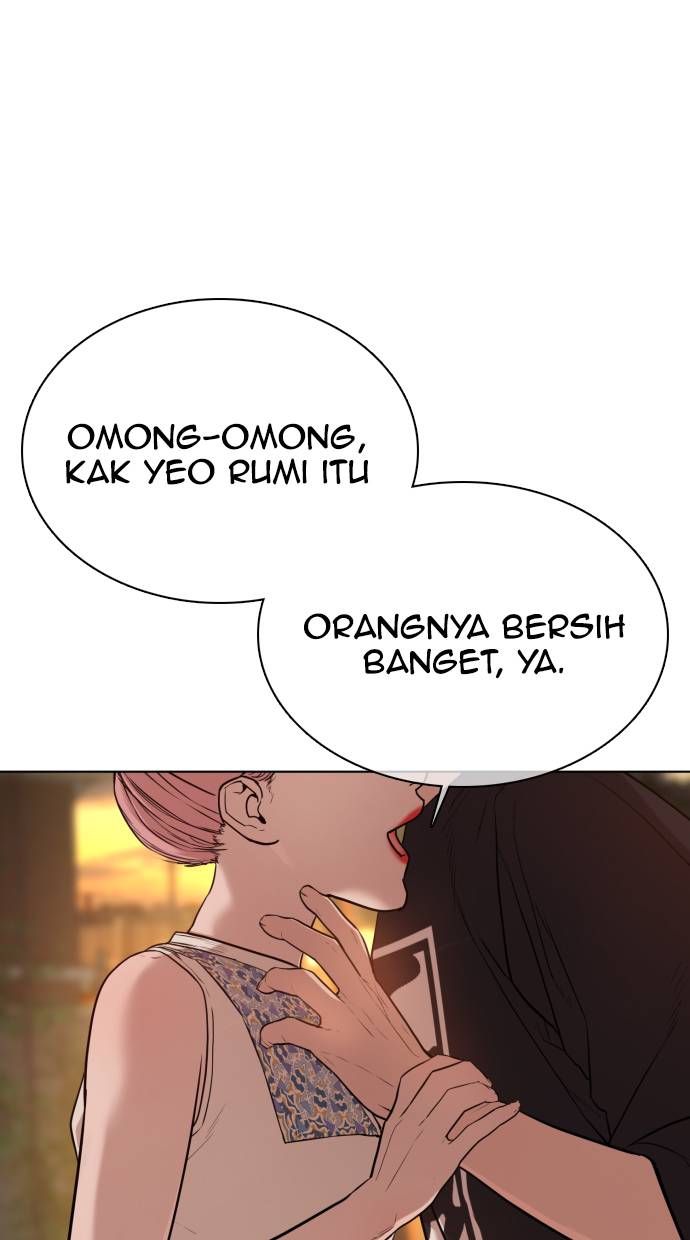 OMONG-OMONG,
KAK YEO RUMI ITU
ORANGNYA BERSIH
BANGET, YA.